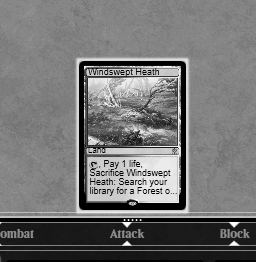 Windswept Heath
Land
, Pay 1 life,
Sacrifice Windswept
Heath: Search your
library for a Forest o...
ombat Attack Block